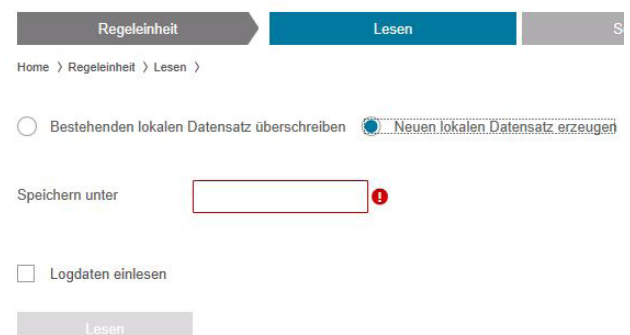 Regeleinheit Lesen
Home > Regeleinheit > Lesen >
Bestehenden lokalen Datensatz überschreiben Neuen lokalen Datensatz erzeugen
Speichern unter
Logdaten einlesen
Lesen